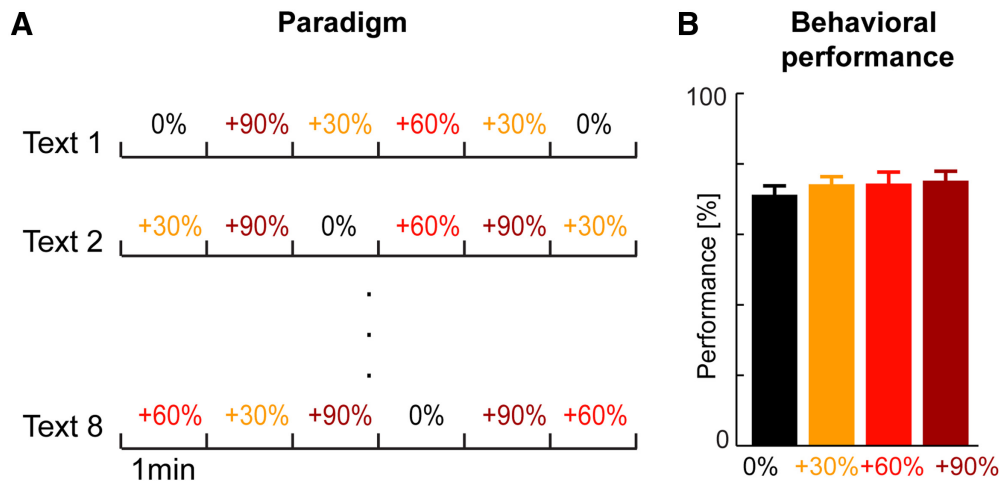 A
Paradigm
Text 1
0% +90% +30% +60% +30% 0%
Text 2
+30% +90% 0% +60% +90% +30%
Text 8
+60% +30% +90% 0% +90% +60%
1min
B
Behavioral
performance
100
Performance [%]
0
0% +30% +60% +90%